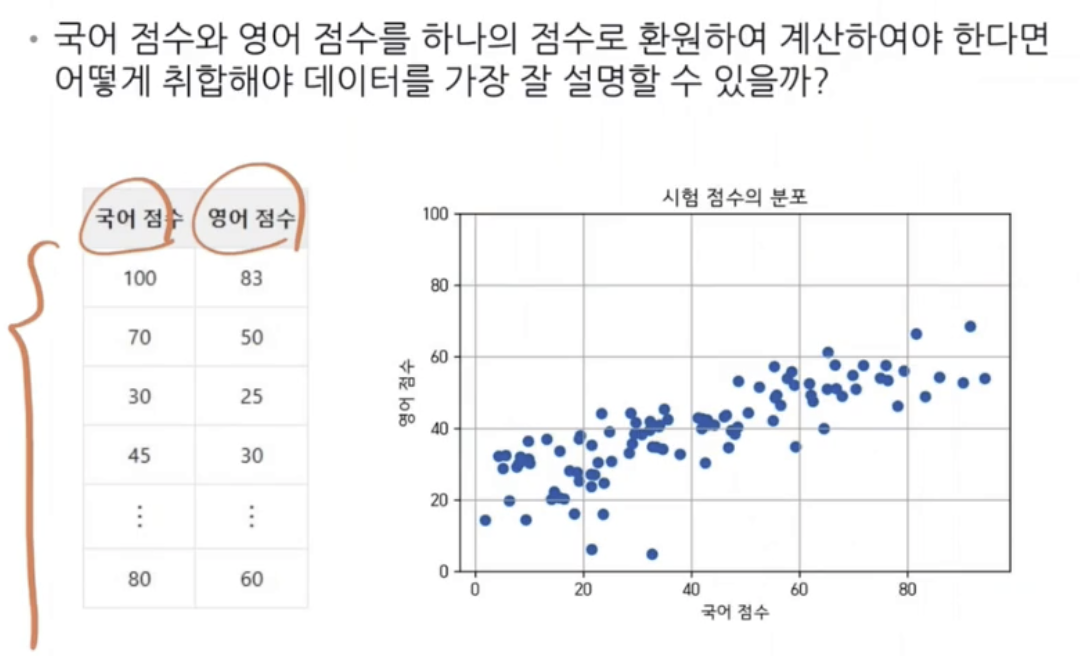 • 국어 점수와 영어 점수를 하나의 점수로 환원하여 계산하여야 한다면
어떻게 취합해야 데이터를 가장 잘 설명할 수 있을까?
국어 점수 영어 점수
100 83
70 50
30 25
45 30
⋮ ⋮
80 60
시험 점수의 분포
영어 점수
100
80
60
40
20
0
0 20 40 60 80
국어 점수